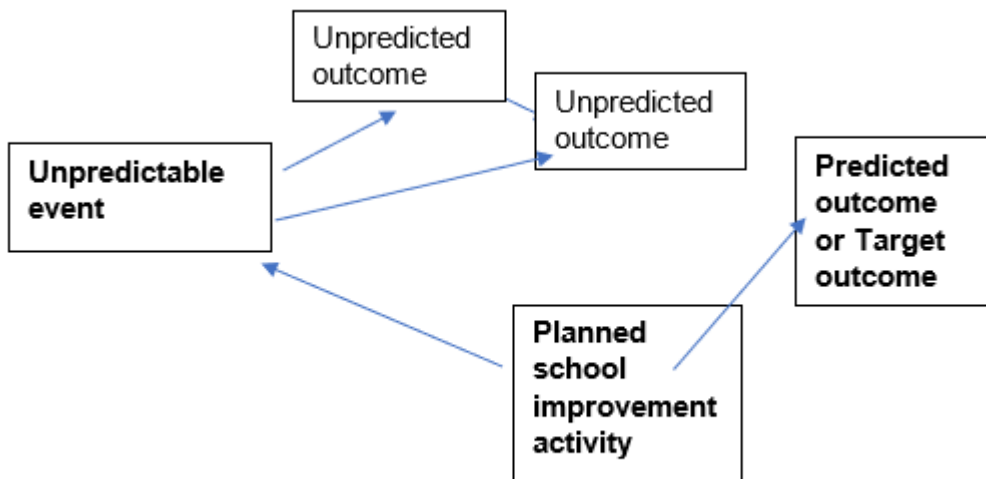 Unpredicted
outcome
Unpredicted
outcome
Unpredictable
event
Predicted
outcome
or Target
outcome
Planned
school
improvement
activity